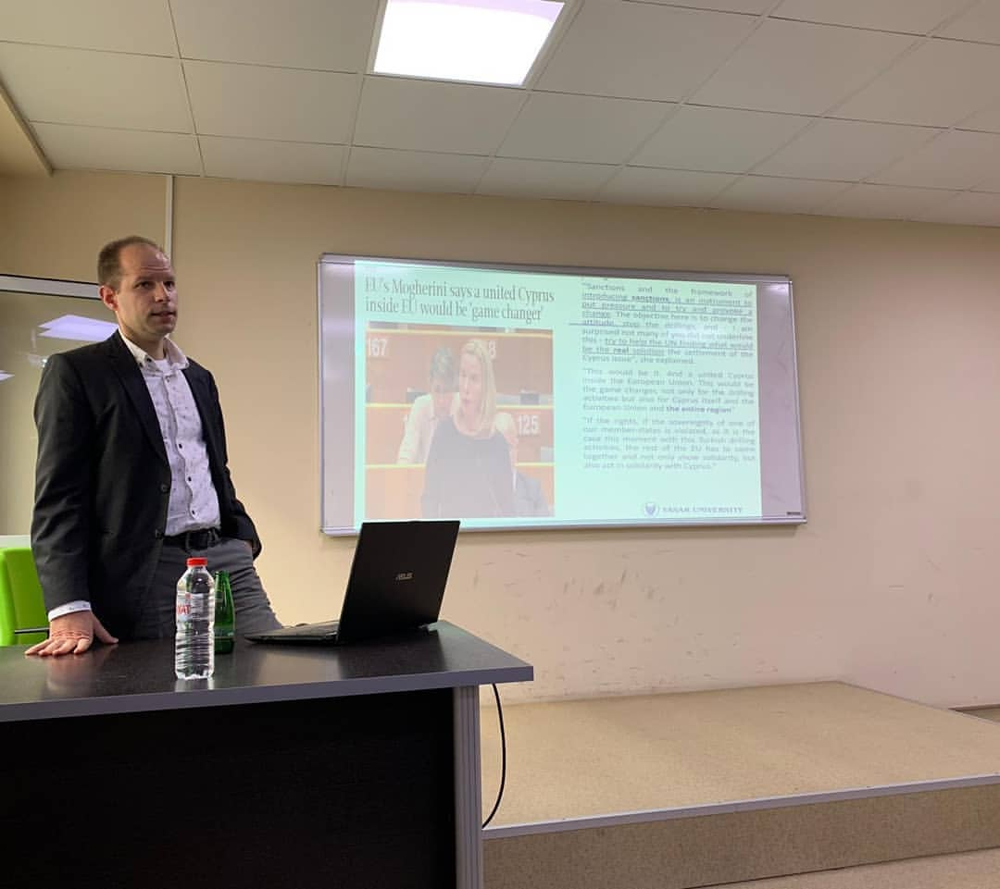 EU's Mogherini says a united Cyprus
inside EU would be 'game changer'
167
8
125
"Sanctions and the framework of
introducing sanctions, is an instrument to
put pressure and to try and provoke a
change. The objective here is to change the
attitude, stop the drillings, and - I am
surprised not many of you did not underline
this - try to help the UN finding what would
be the real solution the settlement of the
Cyprus issue", she explained.
"This would be it. And a united Cyprus
inside the European Union. This would be
the game changer, not only for the drilling
activities but also for Cyprus itself and the
European Union and the entire region"
"If the rights, if the sovereignty of one of
our member-states is violated, as it is the
case this moment with this Turkish drilling
activities, the rest of the EU has to come
together and not only show solidarity, but
also act in solidarity with Cyprus."
YASAR UNIVERSITY
ASUS